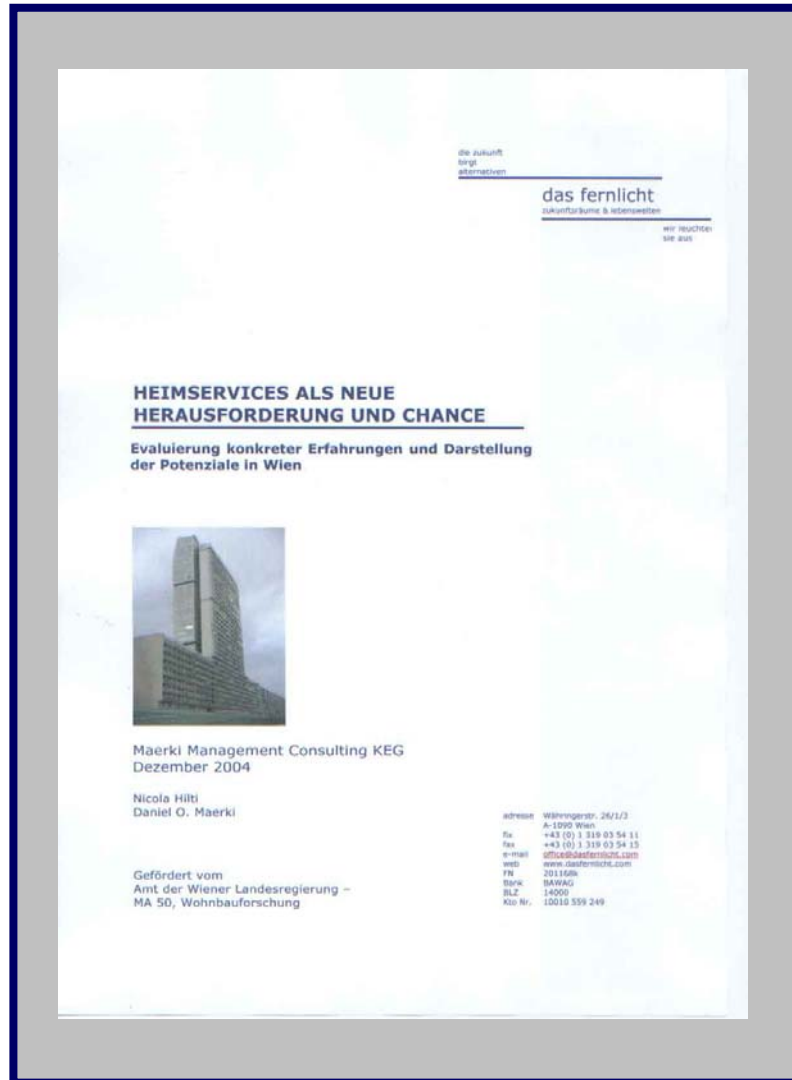 die zukunft
birgt
alternativen
das fernlicht
zukunftsräume & lebenswelten
wir leuchten
sie aus
HEIMSERVICES ALS NEUE
HERAUSFORDERUNG UND CHANCE
Evaluierung konkreter Erfahrungen und Darstellung
der Potenziale in Wien
Maerki Management Consulting KEG
Dezember 2004
Nicola Hilti
Daniel O. Maerki
Gefördert vom
Amt der Wiener Landesregierung –
MA 50, Wohnbauforschung
adresse Währingerstr. 26/1/3
A-1090 Wien
fix +43 (0) 1 319 03 54 11
fax +43 (0) 1 319 03 54 15
e-mail office@dasfernlicht.com
web www.dasfernlicht.com
FN 201168k
Bank BAWAG
BLZ 14000
Kto Nr. 10010 559 249